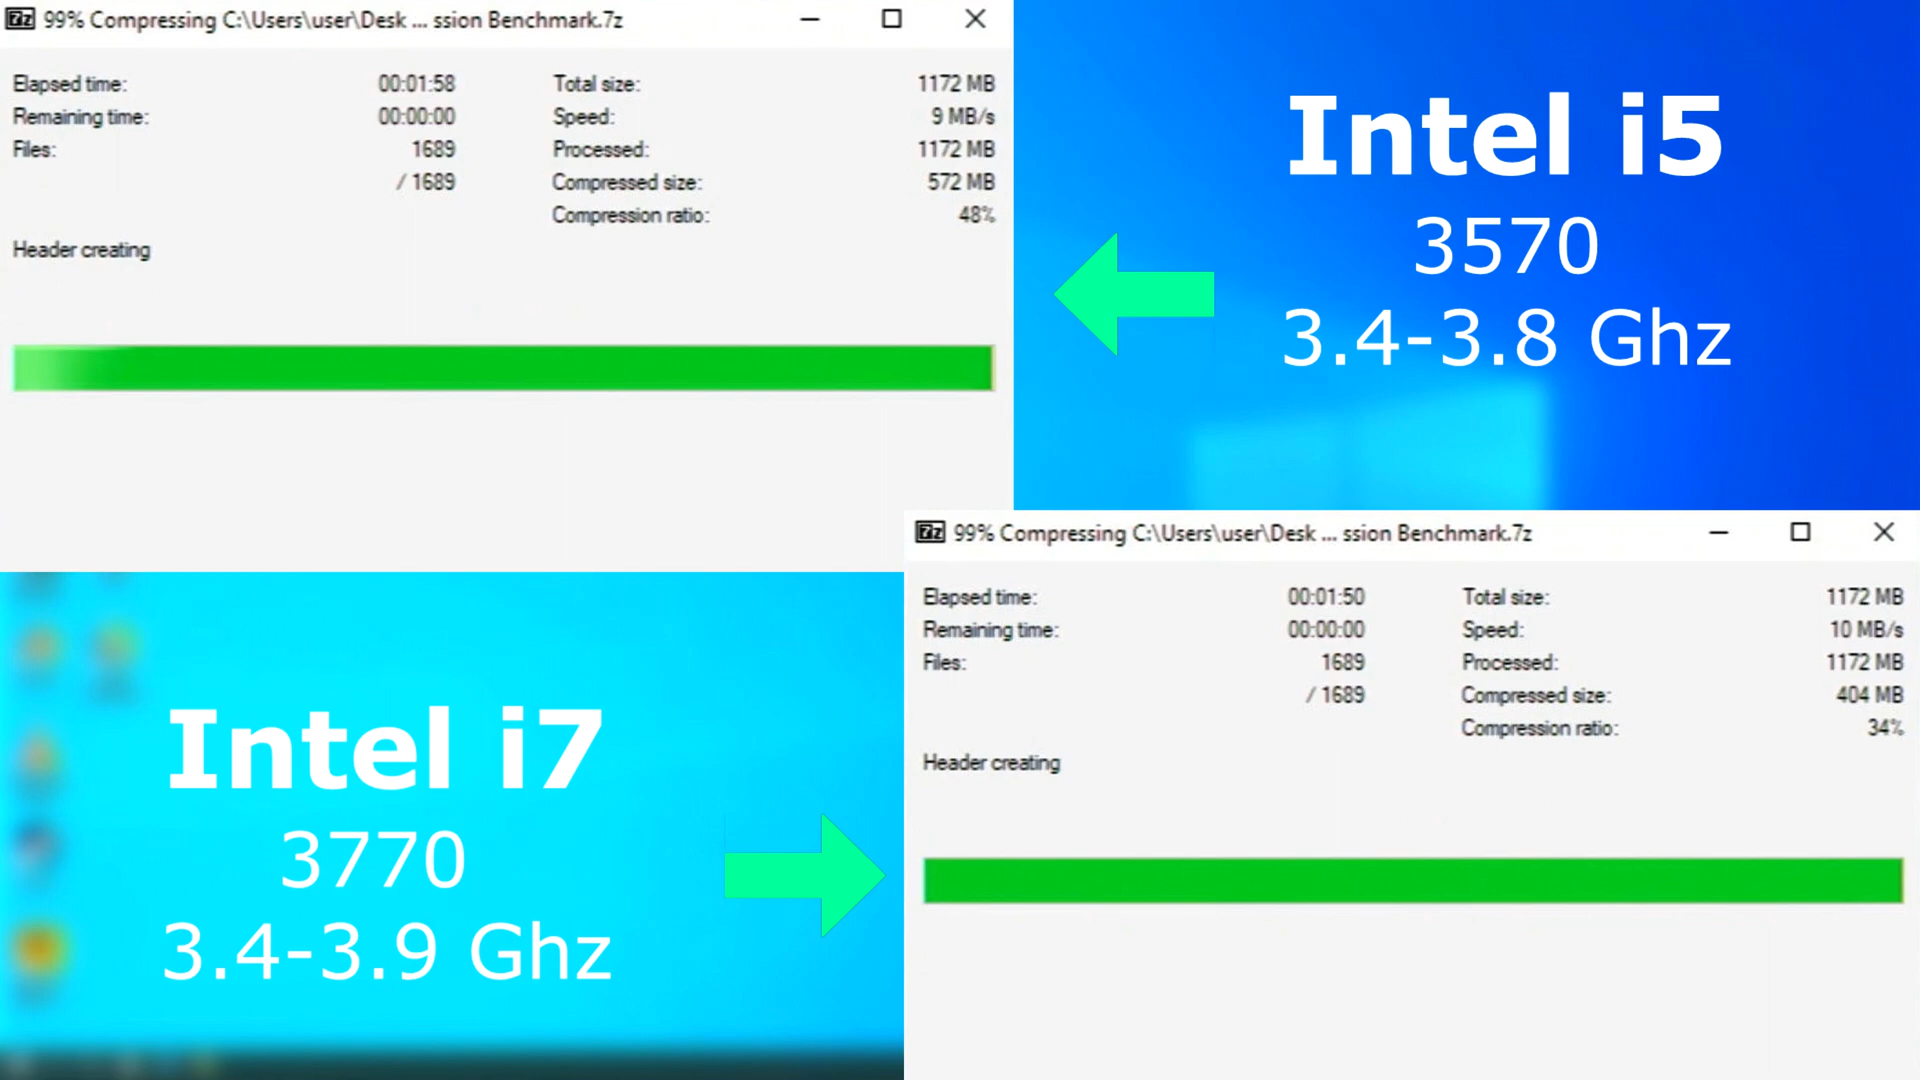 7z 99% Compressing C:\Users\user\Desk ... ssion Benchmark.7z
Elapsed time: 00:01:58 Total size: 1172 MB
Remaining time: 00:00:00 Speed: 9 MB/s
Files: 1689 Processed: 1172 MB
/ 1689 Compressed size: 572 MB
Compression ratio: 48%
Header creating
Intel i5
3570
3.4-3.8 Ghz
Intel i7
3770
3.4-3.9 Ghz
7z 99% Compressing C:\Users\user\Desk ... ssion Benchmark.7z
Elapsed time: 00:01:50 Total size: 1172 MB
Remaining time: 00:00:00 Speed: 10 MB/s
Files: 1689 Processed: 1172 MB
/ 1689 Compressed size: 404 MB
Compression ratio: 34%
Header creating